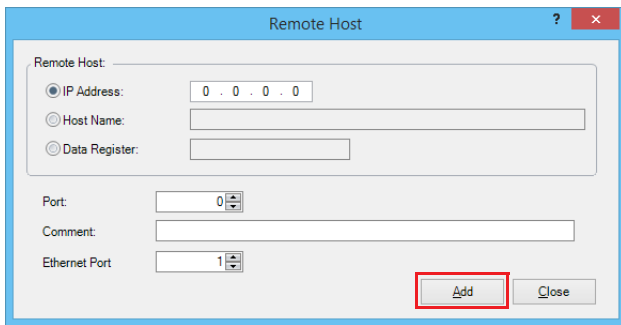 Remote Host
?
Remote Host:
IP Address: 0 . 0 . 0 . 0
Host Name:
Data Register:
Port: 0
Comment:
Ethernet Port 1
Add Close